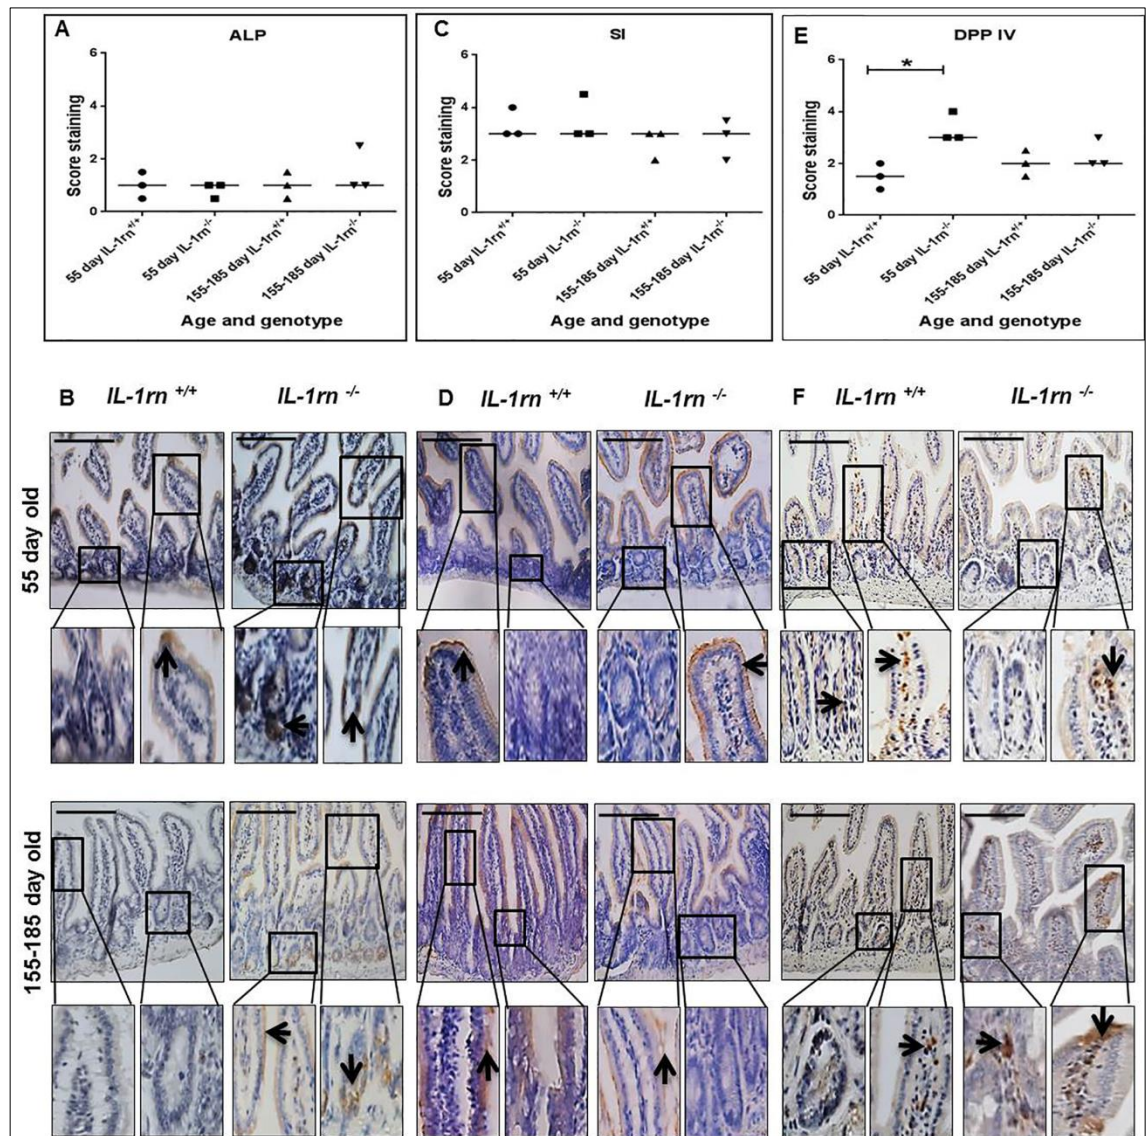 A
ALP
Score staining
6
4
2
0
55 day IL-1rn+/+
55 day IL-1rn-/-
155-185 day IL-1rn+/+
155-185 day IL-1rn-/-
Age and genotype
C
SI
Score staining
6
4
2
0
55 day IL-1rn+/+
55 day IL-1rn-/-
155-185 day IL-1rn+/+
155-185 day IL-1rn-/-
Age and genotype
E
DPP IV
Score staining
6
4
2
0
*
55 day IL-1rn+/+
55 day IL-1rn-/-
155-185 day IL-1rn+/+
155-185 day IL-1rn-/-
Age and genotype
B IL-1rn +/+ IL-1rn -/-
D IL-1rn +/+ IL-1rn -/-
F IL-1rn +/+ IL-1rn -/-
55 day old
155-185 day old